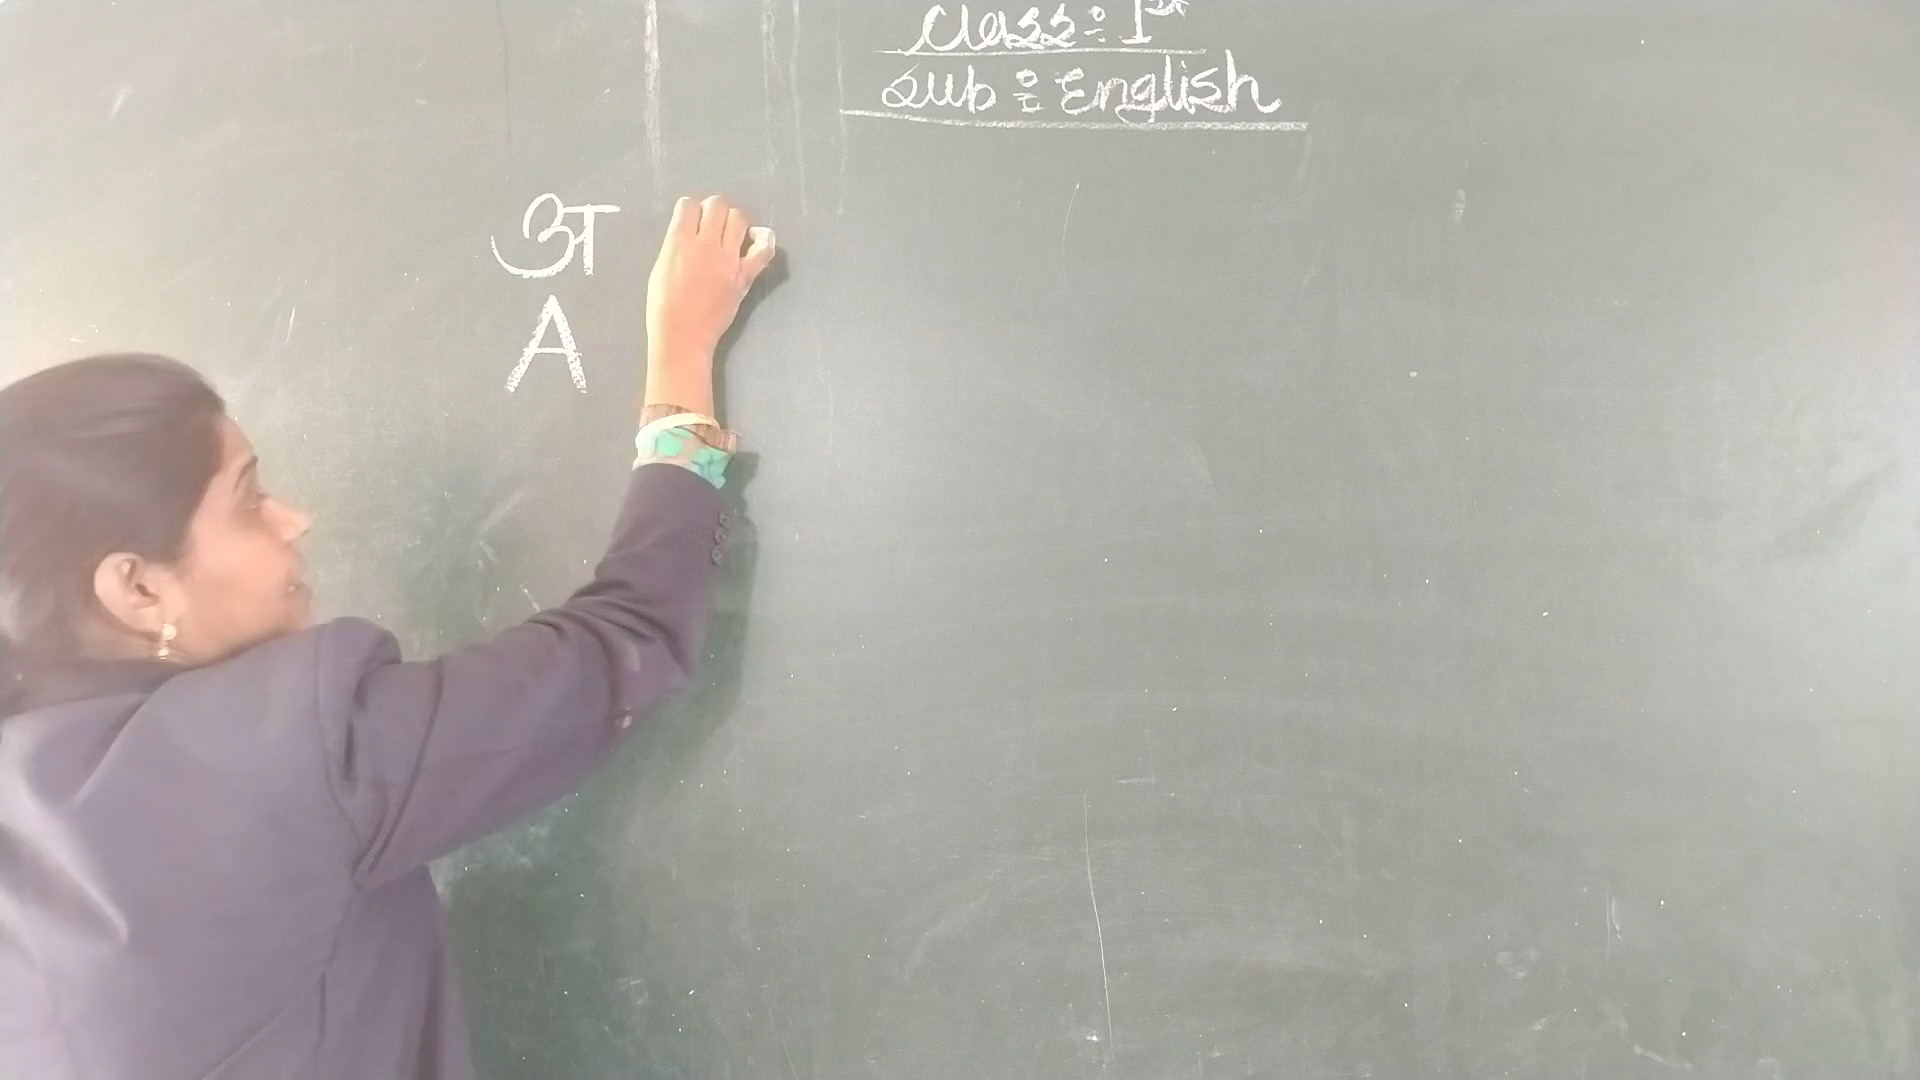 Class:- 1st
Sub :- English
अ
A